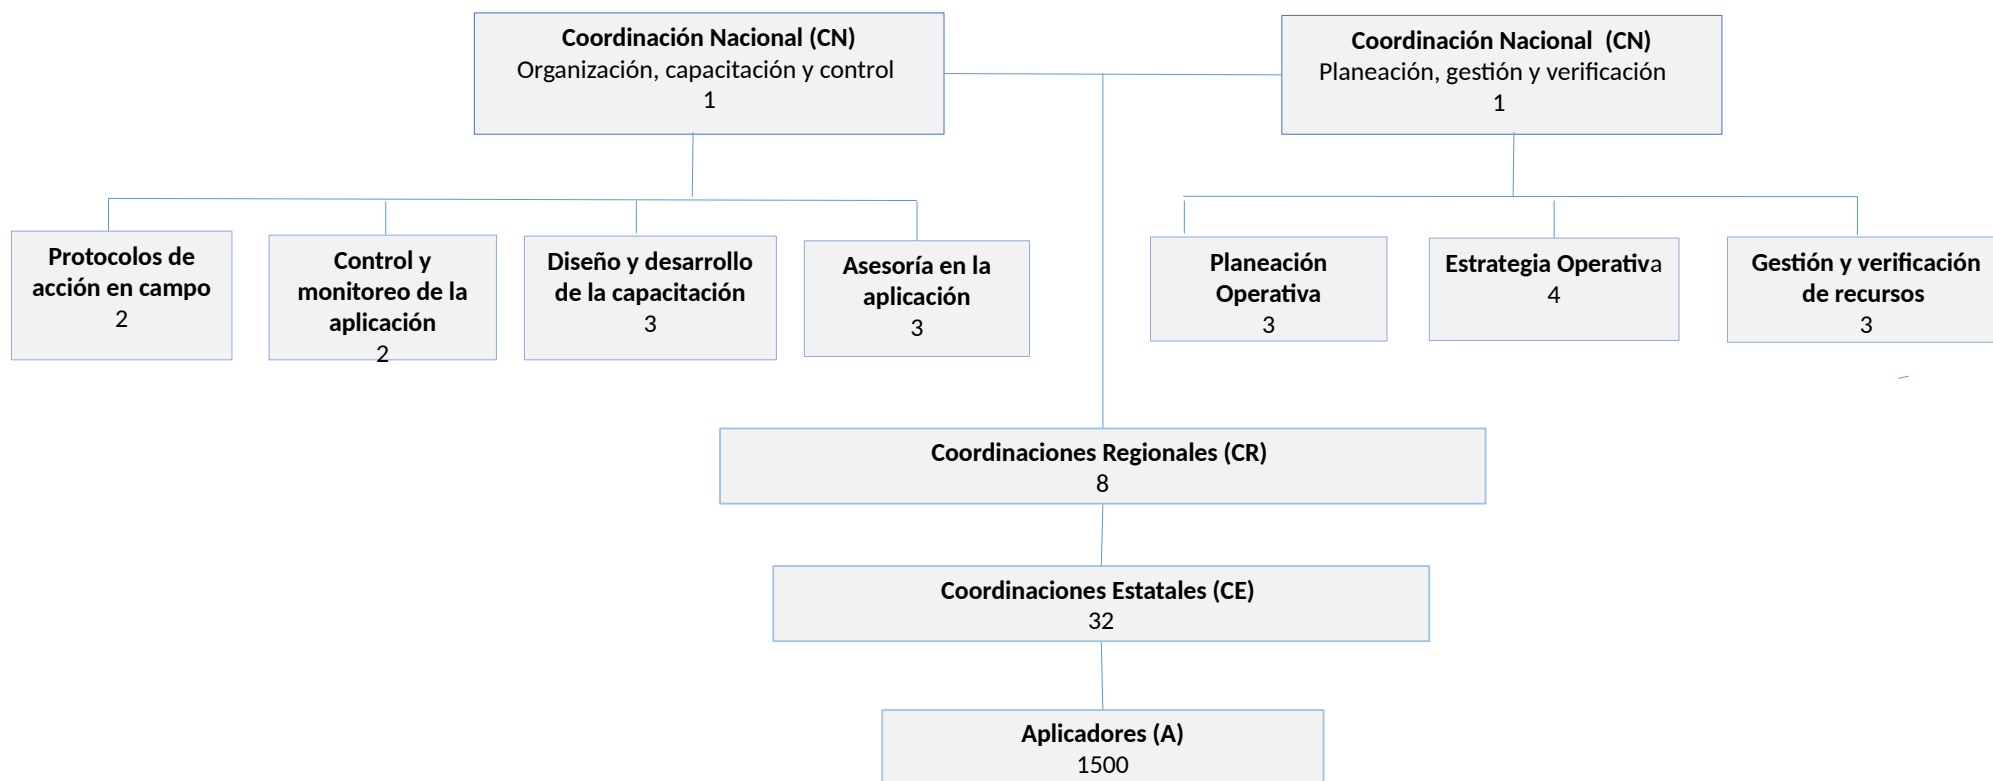 Coordinación Nacional (CN)
Organización, capacitación y control
1
Coordinación Nacional  (CN)
Planeación, gestión y verificación
1
Protocolos de
acción en campo
2
Control y
monitoreo de la
aplicación
2
Diseño y desarrollo
de la capacitación
3
Asesoría en la
aplicación
3
Planeación
Operativa
3
Estrategia Operativa
4
Gestión y verificación
de recursos
3
Coordinaciones Regionales (CR)
8
Coordinaciones Estatales (CE)
32
Aplicadores (A)
1500